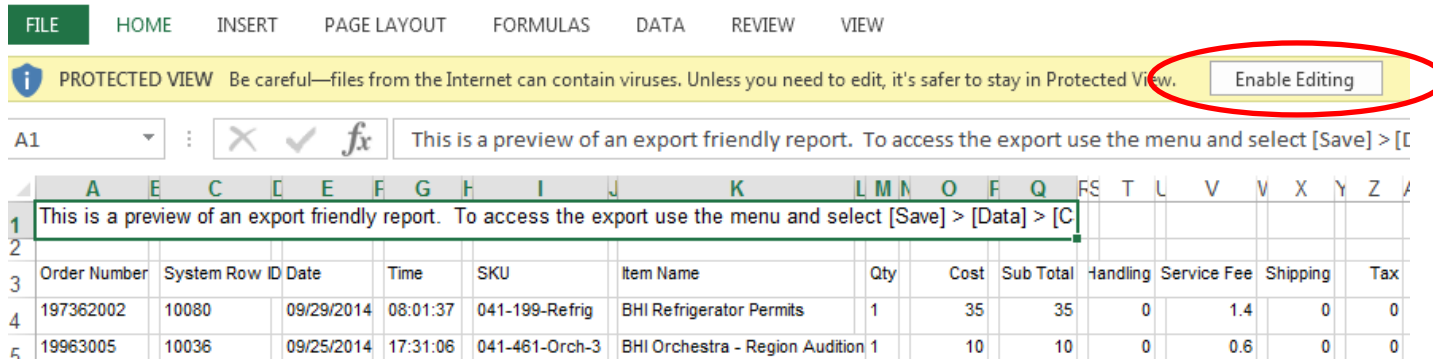 FILE HOME INSERT PAGE LAYOUT FORMULAS DATA REVIEW VIEW
PROTECTED VIEW Be careful—files from the Internet can contain viruses. Unless you need to edit, it's safer to stay in Protected View. Enable Editing
A1 fx This is a preview of an export friendly report. To access the export use the menu and select [Save] > [D
A E C D E F G H I J K L M N O F Q R S T U V W X Y Z A
1 This is a preview of an export friendly report. To access the export use the menu and select [Save] > [Data] > [C
2
3 Order Number System Row ID Date Time SKU Item Name Qty Cost Sub Total Handling Service Fee Shipping Tax
4 197362002 10080 09/29/2014 08:01:37 041-199-Refrig BHI Refrigerator Permits 1 35 35 0 1.4 0 0
5 19963005 10036 09/25/2014 17:31:06 041-461-Orch-3 BHI Orchestra - Region Audition 1 10 10 0 0.6 0 0